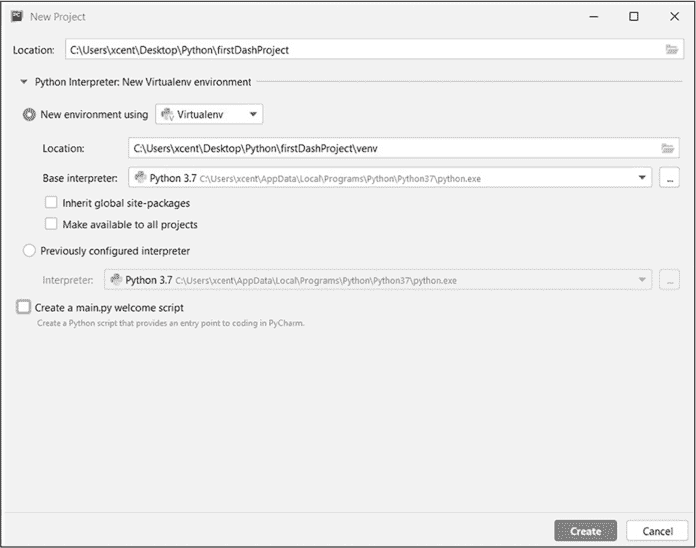 PC New Project
Location: C:\Users\xcent\Desktop\Python\firstDashProject
Python Interpreter: New Virtualenv environment
New environment using Virtualenv
Location: C:\Users\xcent\Desktop\Python\firstDashProject\venv
Base interpreter: Python 3.7 C:\Users\xcent\AppData\Local\Programs\Python\Python37\python.exe ...
Inherit global site-packages
Make available to all projects
Previously configured interpreter
Interpreter: Python 3.7 C:\Users\xcent\AppData\Local\Programs\Python\Python37\python.exe ...
Create a main.py welcome script
Create a Python script that provides an entry point to coding in PyCharm.
Create Cancel